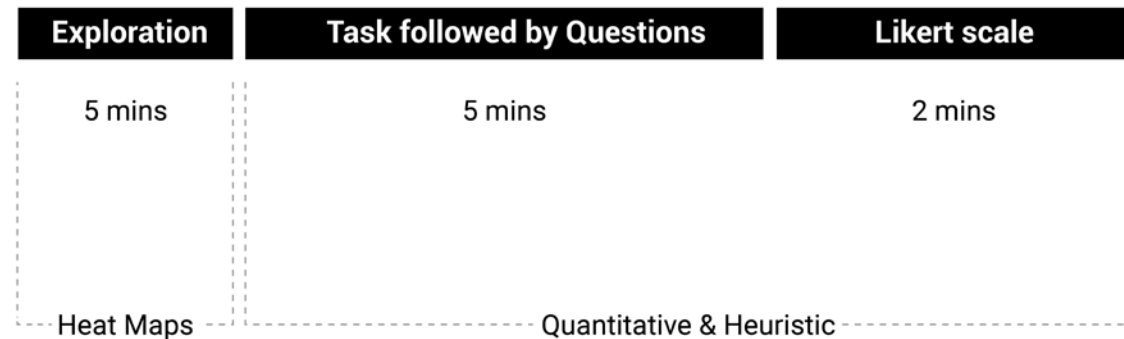 Exploration
Task followed by Questions
Likert scale
5 mins
5 mins
2 mins
Heat Maps
Quantitative & Heuristic